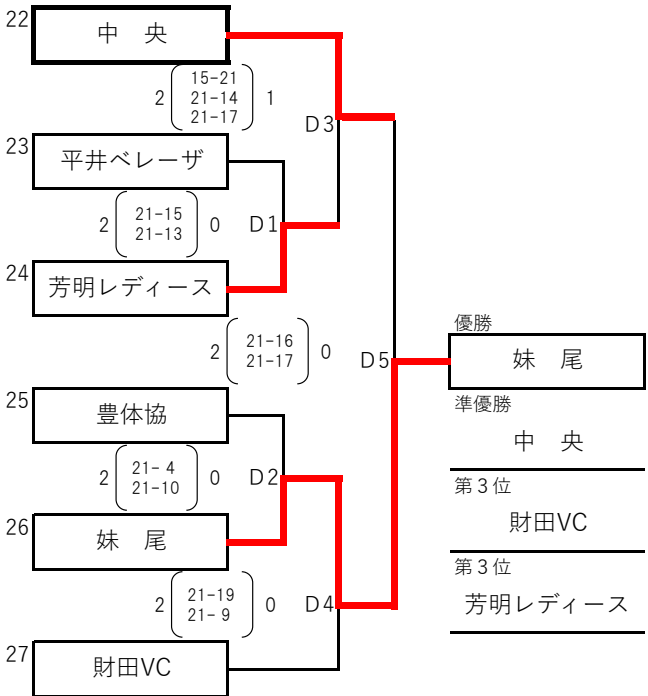 22
中　央
15-21
2 21-14 1
21-17
D3
23
平井ベレーザ
21-15
2 0 D1
21-13
24
芳明レディース
21-16
2 0 D5
21-17
優勝
妹　尾
準優勝
中　央
第３位
財田VC
第３位
芳明レディース
25
豊体協
21- 4
2 0 D2
21-10
26
妹　尾
21-19
2 0 D4
21- 9
27
財田VC